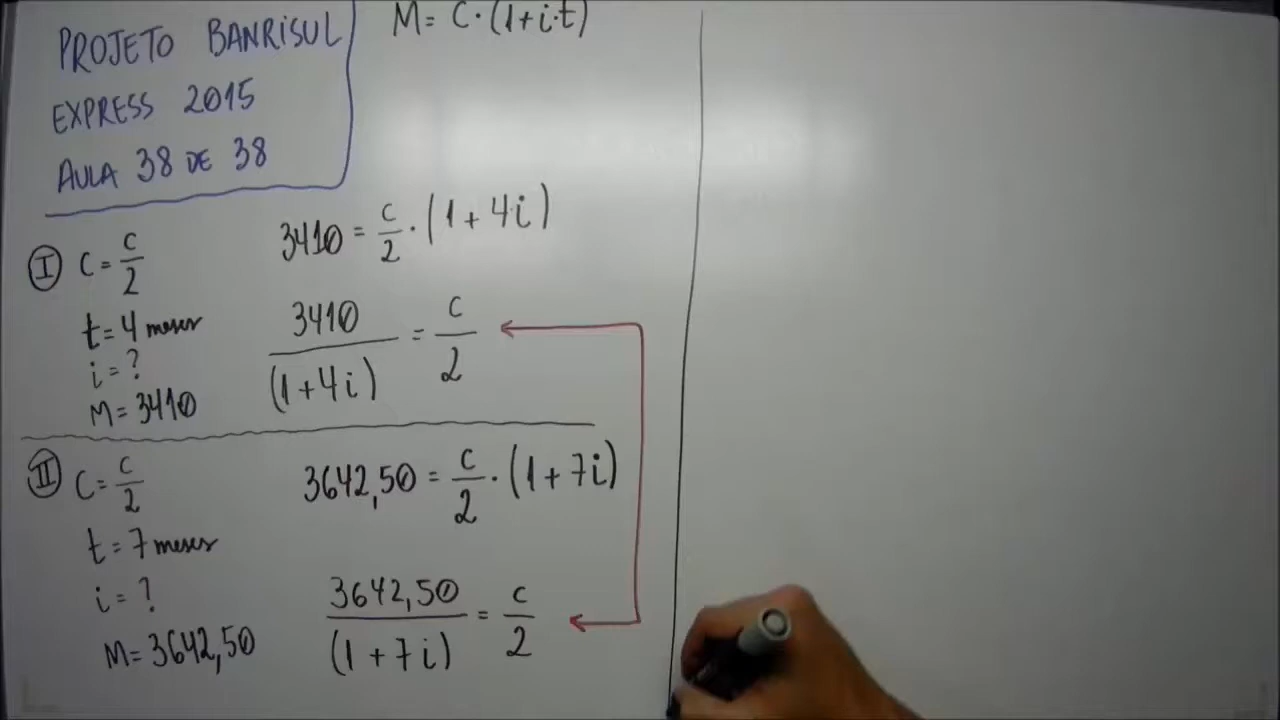 PROJETO BANRISUL
EXPRESS 2015
AULA 38 DE 38
M= C·(1+i·t)
I C= c/2
t=4 meses
i=?
M=3410
3410 = c/2 · (1+4i)
3410/(1+4i) = c/2
II C= c/2
t=7 meses
i=?
M=3642,50
3642,50 = c/2 · (1+7i)
3642,50/(1+7i) = c/2